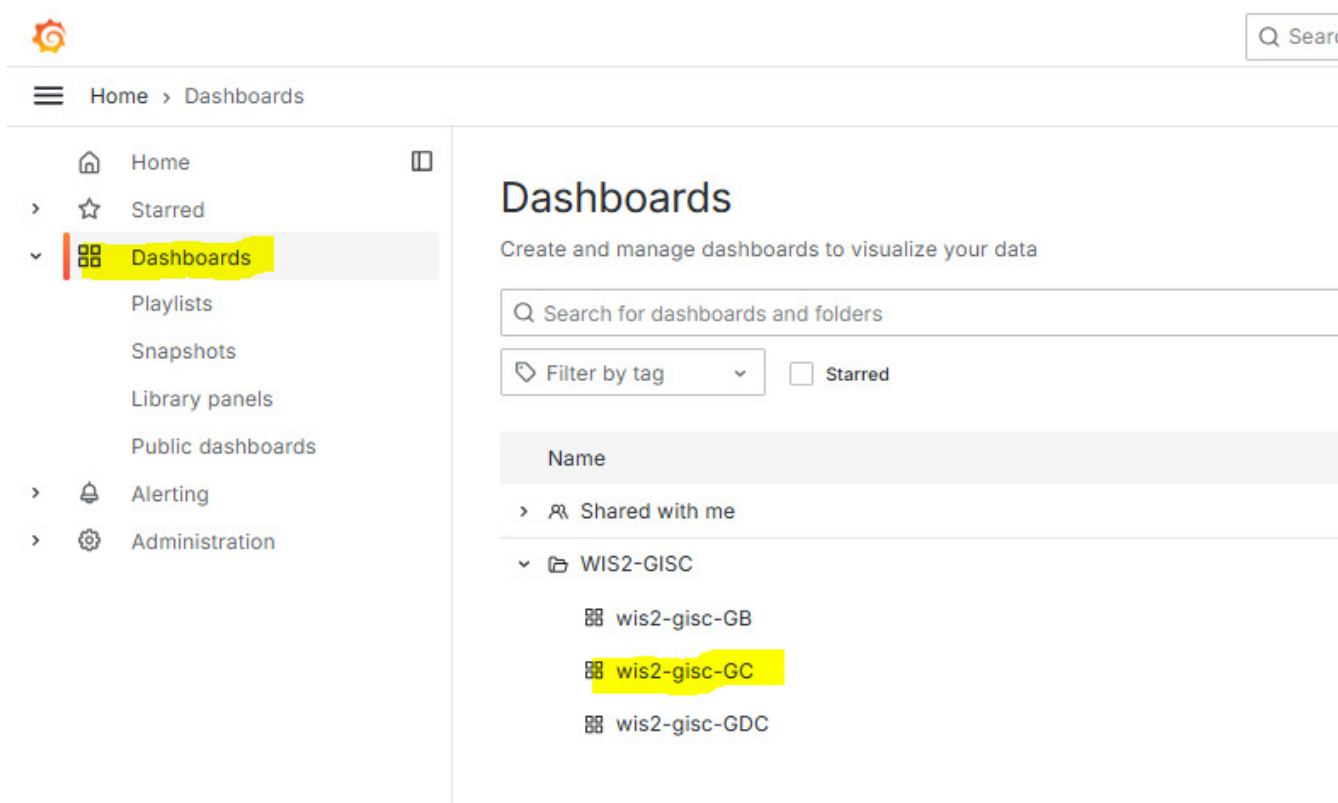 Home › Dashboards
Home
Starred
Dashboards
Playlists
Snapshots
Library panels
Public dashboards
Alerting
Administration
Dashboards
Create and manage dashboards to visualize your data
Search for dashboards and folders
Filter by tag
Starred
Name
Shared with me
WIS2-GISC
wis2-gisc-GB
wis2-gisc-GC
wis2-gisc-GDC